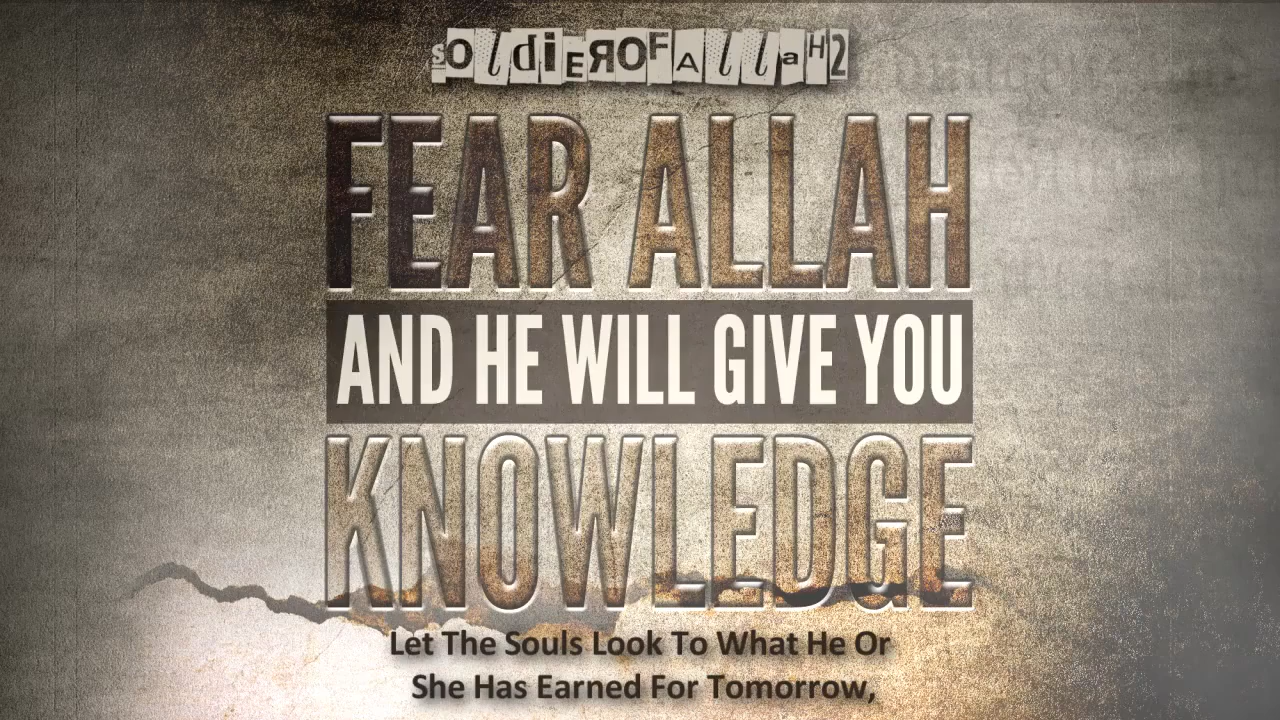 SOldiEROFAllaH2
FEAR ALLAH
AND HE WILL GIVE YOU
KNOWLEDGE
Let The Souls Look To What He Or
She Has Earned For Tomorrow,